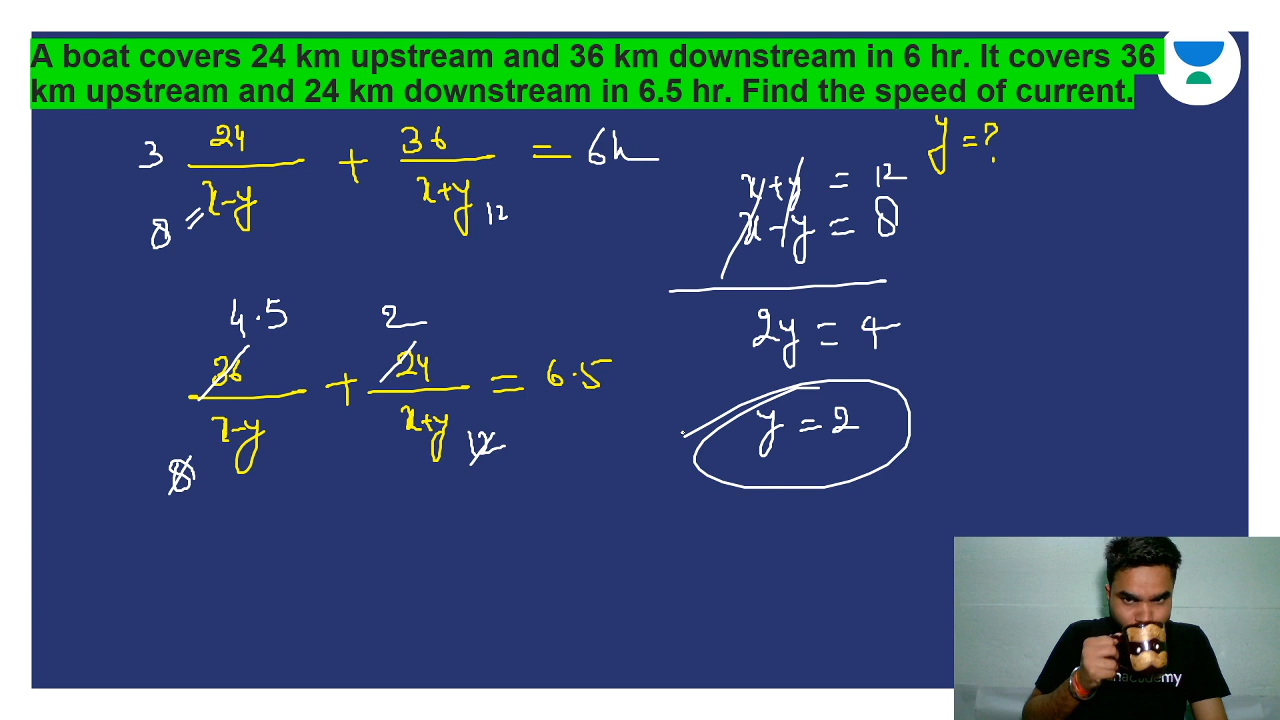 A boat covers 24 km upstream and 36 km downstream in 6 hr. It covers 36
km upstream and 24 km downstream in 6.5 hr. Find the speed of current.
y = ?
3 24/x-y + 36/x+y = 6h
8 = 12
x+y = 12
x-y = 8
2y = 4
y = 2
4.5 2
36/x-y + 24/x+y = 6.5
8 12